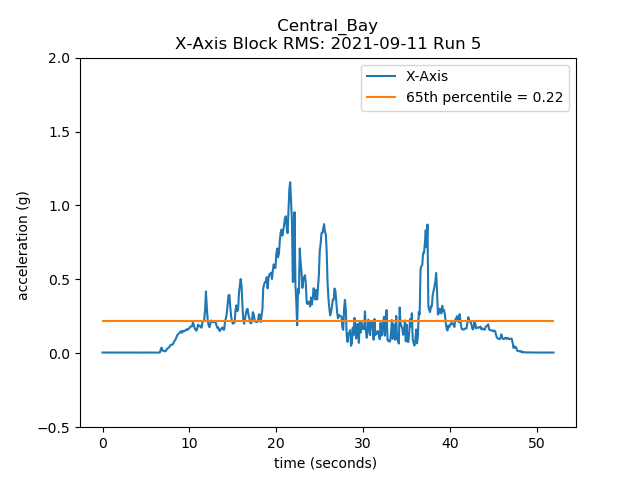 Central_Bay
X-Axis Block RMS: 2021-09-11 Run 5
X-Axis
65th percentile = 0.22
acceleration (g)
2.0
1.5
1.0
0.5
0.0
−0.5
0 10 20 30 40 50
time (seconds)